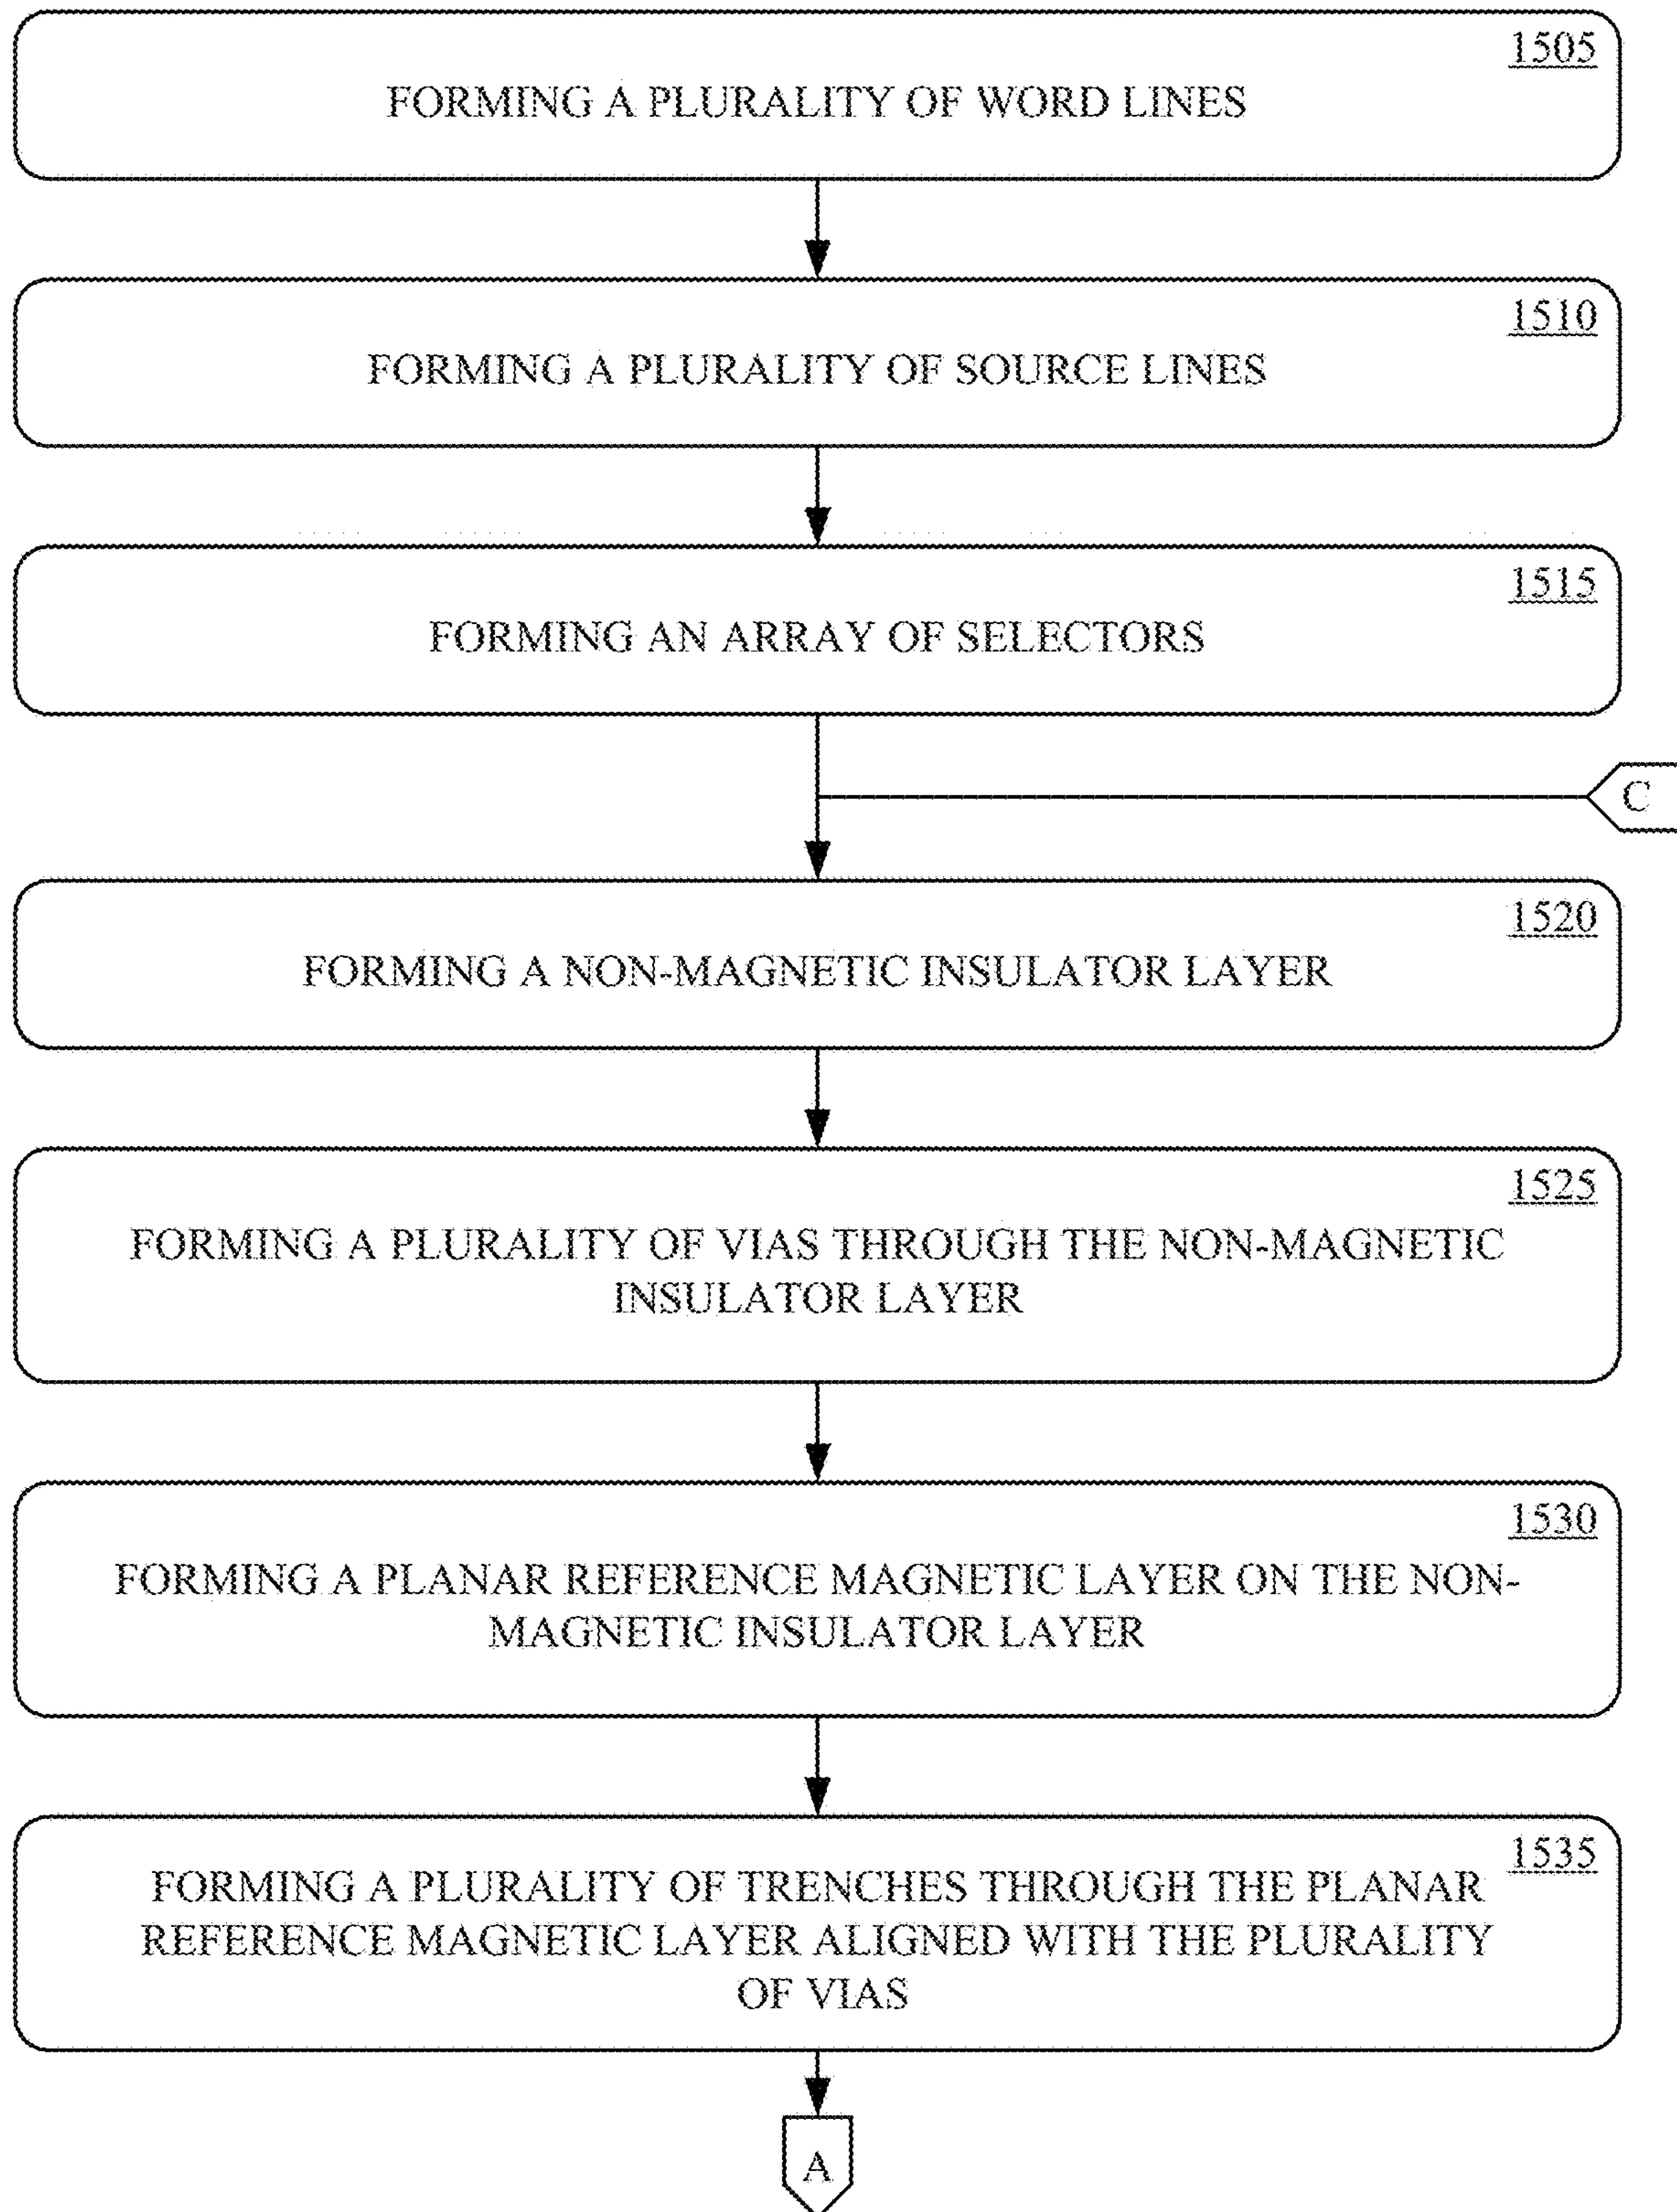 1505
FORMING A PLURALITY OF WORD LINES
1510
FORMING A PLURALITY OF SOURCE LINES
1515
FORMING AN ARRAY OF SELECTORS
C
1520
FORMING A NON-MAGNETIC INSULATOR LAYER
1525
FORMING A PLURALITY OF VIAS THROUGH THE NON-MAGNETIC
INSULATOR LAYER
1530
FORMING A PLANAR REFERENCE MAGNETIC LAYER ON THE NON-
MAGNETIC INSULATOR LAYER
1535
FORMING A PLURALITY OF TRENCHES THROUGH THE PLANAR
REFERENCE MAGNETIC LAYER ALIGNED WITH THE PLURALITY
OF VIAS
A